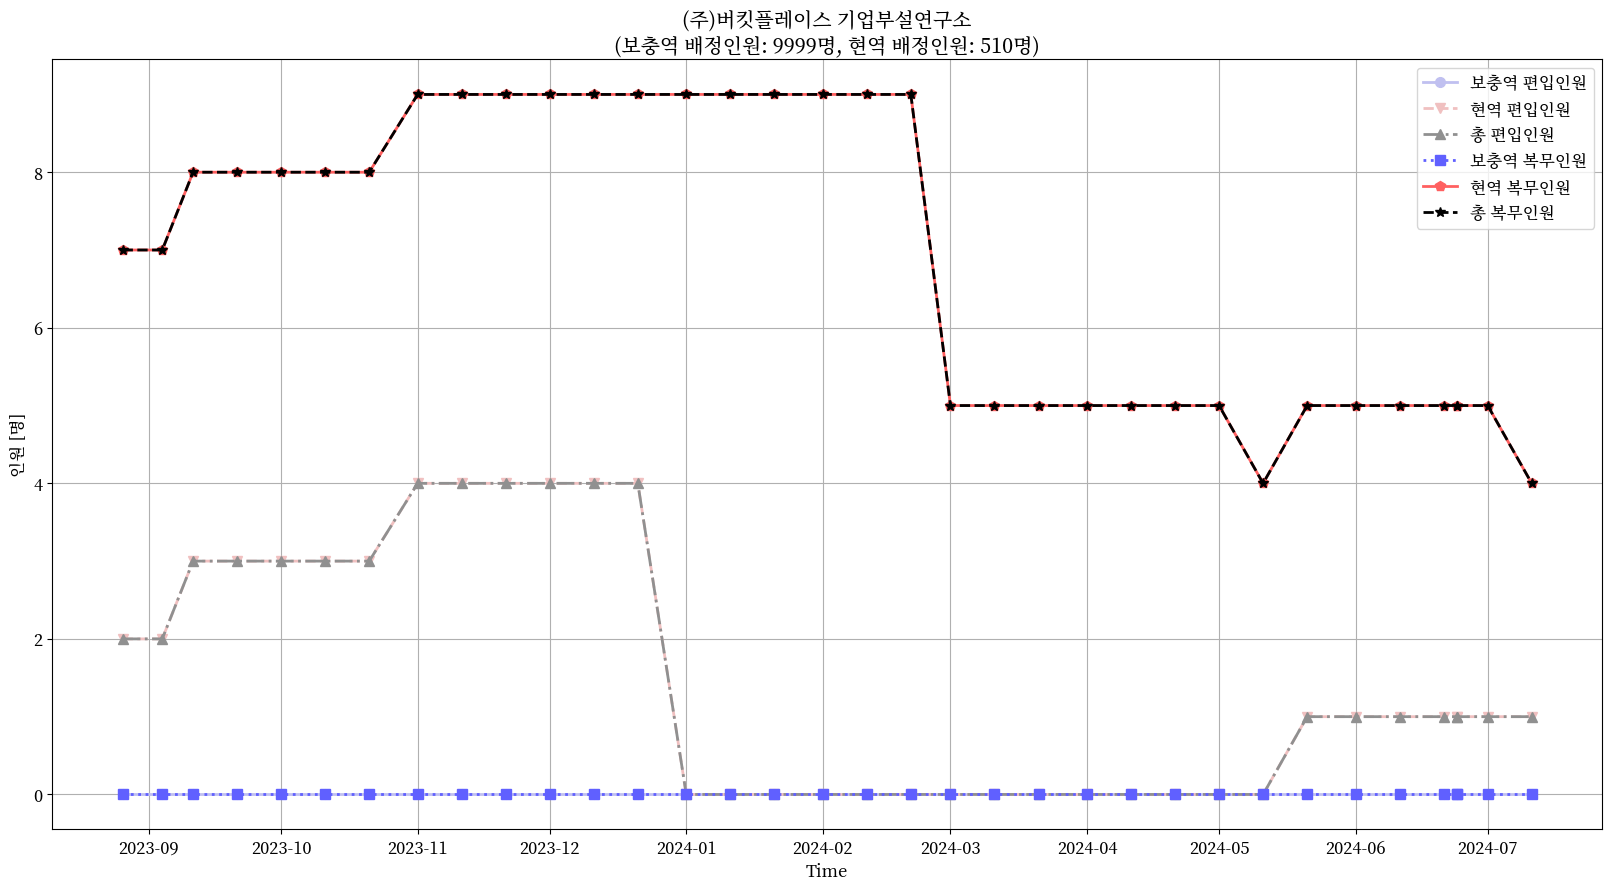 (주)버킷플레이스 기업부설연구소
(보충역 배정인원: 9999명, 현역 배정인원: 510명)
보충역 편입인원
현역 편입인원
총 편입인원
보충역 복무인원
현역 복무인원
총 복무인원
인원 [명]
8
6
4
2
0
2023-09 2023-10 2023-11 2023-12 2024-01 2024-02 2024-03 2024-04 2024-05 2024-06 2024-07
Time